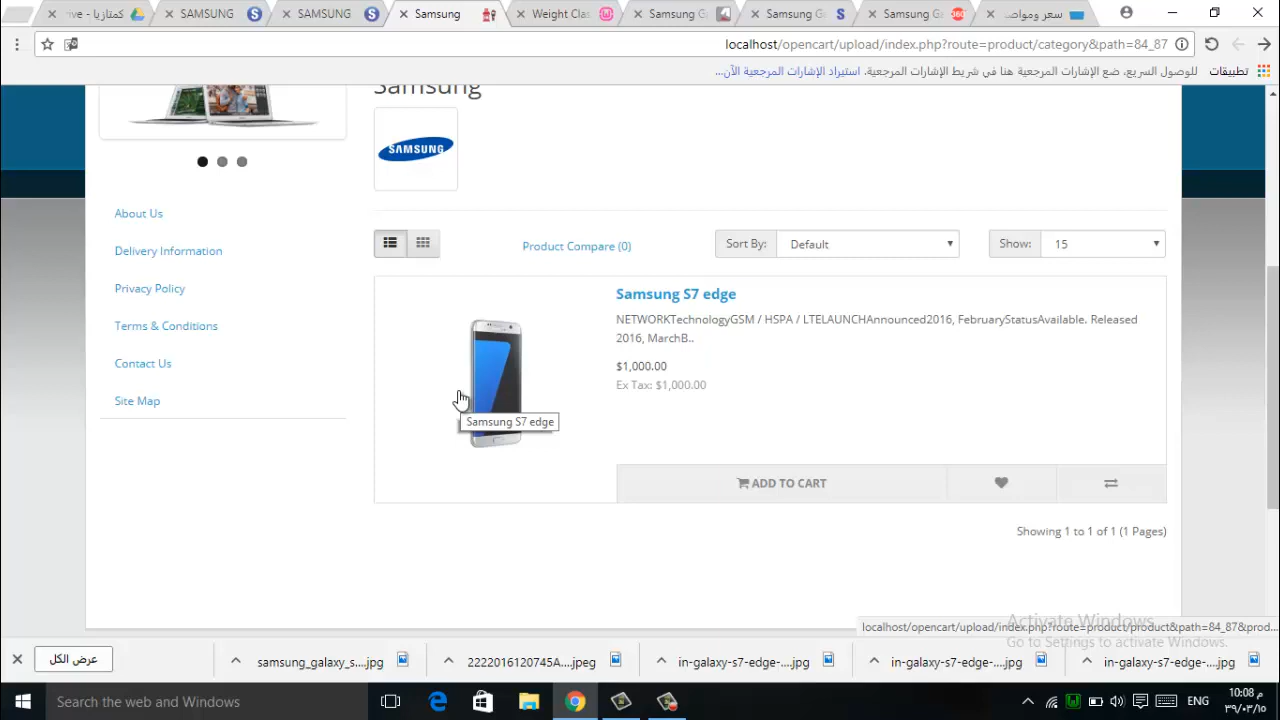 كمتازيا - ive
SAMSUNG
SAMSUNG
Samsung
Weight Clas
Samsung G
Samsung Ga
Samsung Ga
سعر ومواصـ
localhost/opencart/upload/index.php?route=product/category&path=84_87
تطبيقات
للوصول السريع، ضع الإشارات المرجعية هنا في شريط الإشارات المرجعية. استيراد الإشارات المرجعية الآن...
Samsung
SAMSUNG
About Us
Delivery Information
Privacy Policy
Terms & Conditions
Contact Us
Site Map
Product Compare (0)
Sort By: Default
Show: 15
Samsung S7 edge
NETWORKTechnologyGSM / HSPA / LTELAUNCHAnnounced2016, FebruaryStatusAvailable. Released
2016, MarchB..
$1,000.00
Ex Tax: $1,000.00
Samsung S7 edge
ADD TO CART
Showing 1 to 1 of 1 (1 Pages)
Activate Windows
Go to Settings to activate Windows.
localhost/opencart/upload/index.php?route=product/product&path=84_87&prod...
عرض الكل
samsung_galaxy_s....jpg
2222016120745A....jpeg
in-galaxy-s7-edge-....jpg
in-galaxy-s7-edge-....jpg
in-galaxy-s7-edge-....jpg
Search the web and Windows
ENG
10:08 م
٣٩/٠٣/١٥